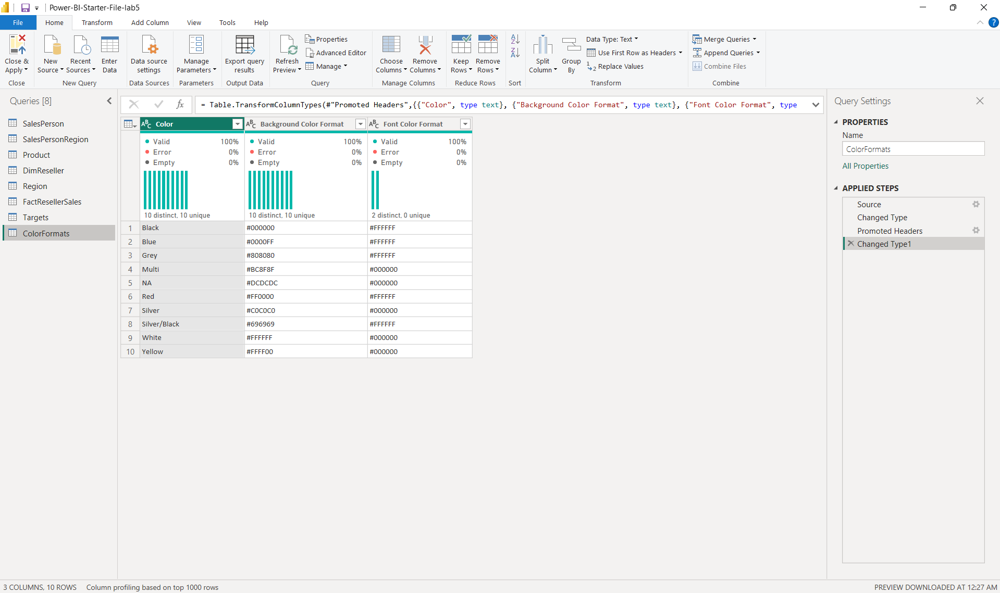 Power-BI-Starter-File-lab5
File Home Transform Add Column View Tools Help
Close & Apply
Close
New Source
Recent Sources
Enter Data
New Query
Data source settings
Data Sources
Manage Parameters
Parameters
Export query results
Output Data
Refresh Preview
Properties
Advanced Editor
Manage
Query
Choose Columns
Remove Columns
Manage Columns
Keep Rows
Remove Rows
Reduce Rows
Sort
Split Column
Group By
Data Type: Text
Use First Row as Headers
Replace Values
Transform
Merge Queries
Append Queries
Combine Files
Combine
Queries [8]
SalesPerson
SalesPersonRegion
Product
DimReseller
Region
FactResellerSales
Targets
ColorFormats
fx = Table.TransformColumnTypes(#"Promoted Headers",{{"Color", type text}, {"Background Color Format", type text}, {"Font Color Format", type
ABC Color ABC Background Color Format ABC Font Color Format
Valid 100% Valid 100% Valid 100%
Error 0% Error 0% Error 0%
Empty 0% Empty 0% Empty 0%
10 distinct, 10 unique 10 distinct, 10 unique 2 distinct, 0 unique
1 Black #000000 #FFFFFF
2 Blue #0000FF #FFFFFF
3 Grey #808080 #FFFFFF
4 Multi #BC8F8F #000000
5 NA #DCDCDC #000000
6 Red #FF0000 #FFFFFF
7 Silver #C0C0C0 #000000
8 Silver/Black #696969 #FFFFFF
9 White #FFFFFF #000000
10 Yellow #FFFF00 #000000
Query Settings
PROPERTIES
Name
ColorFormats
All Properties
APPLIED STEPS
Source
Changed Type
Promoted Headers
Changed Type1
3 COLUMNS, 10 ROWS Column profiling based on top 1000 rows PREVIEW DOWNLOADED AT 12:27 AM